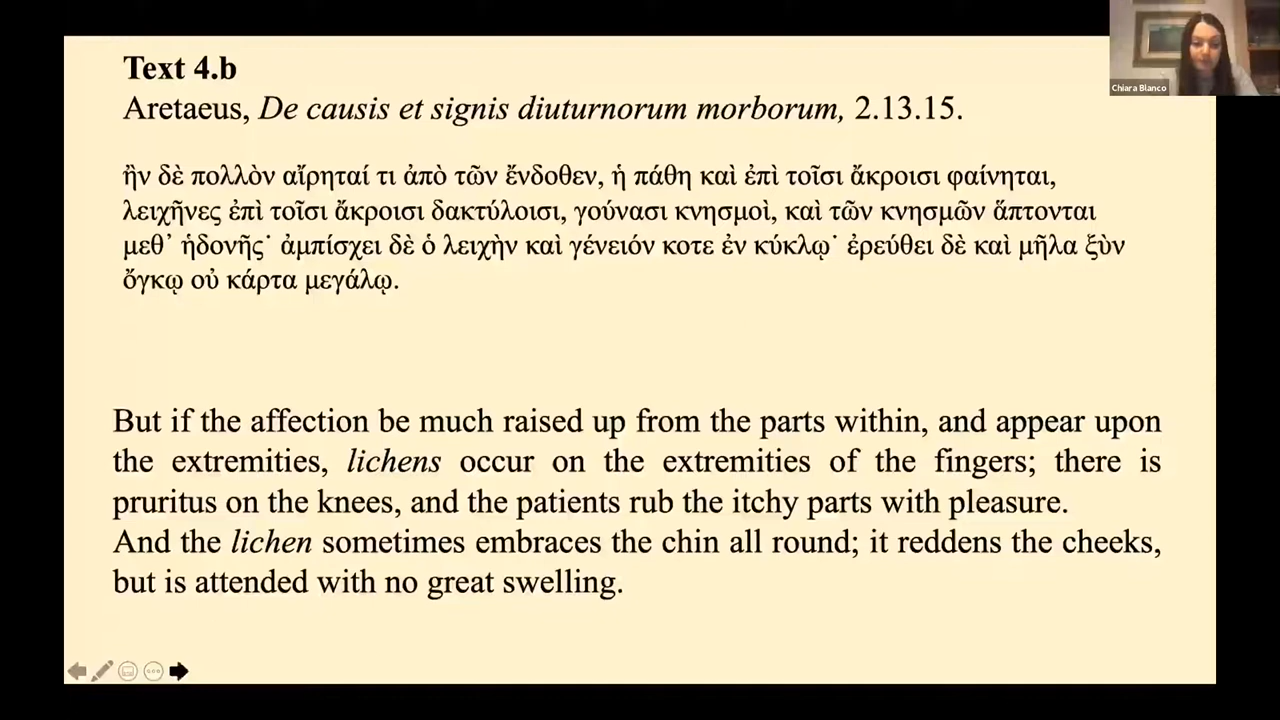 Text 4.b
Aretaeus, De causis et signis diuturnorum morborum, 2.13.15.
ἢν δὲ πολλὸν αἴρηταί τι ἀπὸ τῶν ἔνδοθεν, ἡ πάθη καὶ ἐπὶ τοῖσι ἄκροισι φαίνηται,
λειχῆνες ἐπὶ τοῖσι ἄκροισι δακτύλοισι, γούνασι κνησμοὶ, καὶ τῶν κνησμῶν ἅπτονται
μεθ’ ἡδονῆς˙ ἀμπίσχει δὲ ὁ λειχὴν καὶ γένειόν κοτε ἐν κύκλῳ˙ ἐρεύθει δὲ καὶ μῆλα ξὺν
ὄγκῳ οὐ κάρτα μεγάλῳ.
But if the affection be much raised up from the parts within, and appear upon
the extremities, lichens occur on the extremities of the fingers; there is
pruritus on the knees, and the patients rub the itchy parts with pleasure.
And the lichen sometimes embraces the chin all round; it reddens the cheeks,
but is attended with no great swelling.
Chiara Blanco